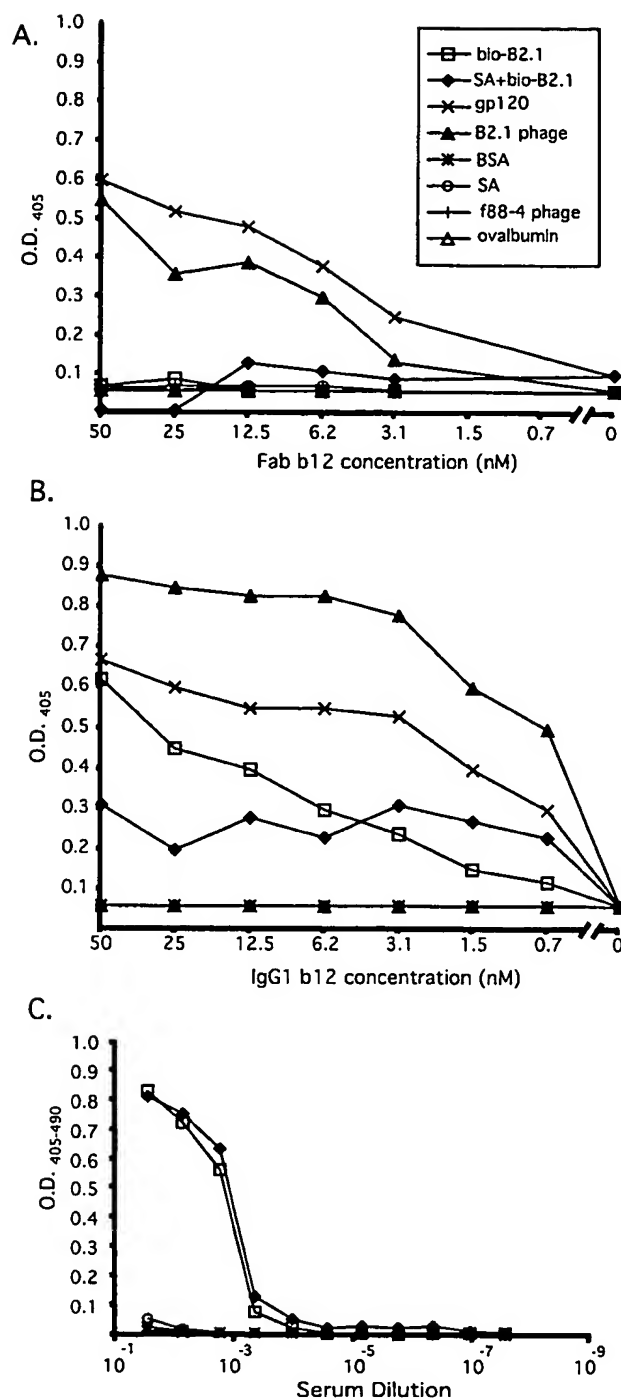 A.
1.0
0.9
0.8
0.7
0.6
0.5
0.4
0.3
0.2
0.1
O.D. 405
bio-B2.1
SA+bio-B2.1
gp120
B2.1 phage
BSA
SA
f88-4 phage
ovalbumin
50 25 12.5 6.2 3.1 1.5 0.7 0
Fab b12 concentration (nM)
B.
1.0
0.9
0.8
0.7
0.6
0.5
0.4
0.3
0.2
0.1
O.D. 405
50 25 12.5 6.2 3.1 1.5 0.7 0
IgG1 b12 concentration (nM)
C.
1.0
0.9
0.8
0.7
0.6
0.5
0.4
0.3
0.2
0.1
O.D. 405-490
10-1 10-3 10-5 10-7 10-9
Serum Dilution